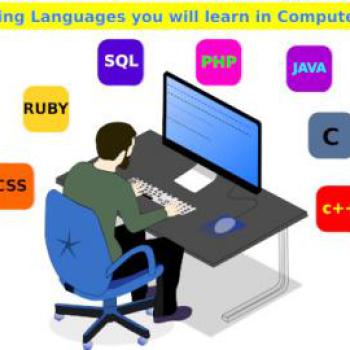 ing Languages you will learn in Compute
SQL
PHP
JAVA
RUBY
C
CSS
c++